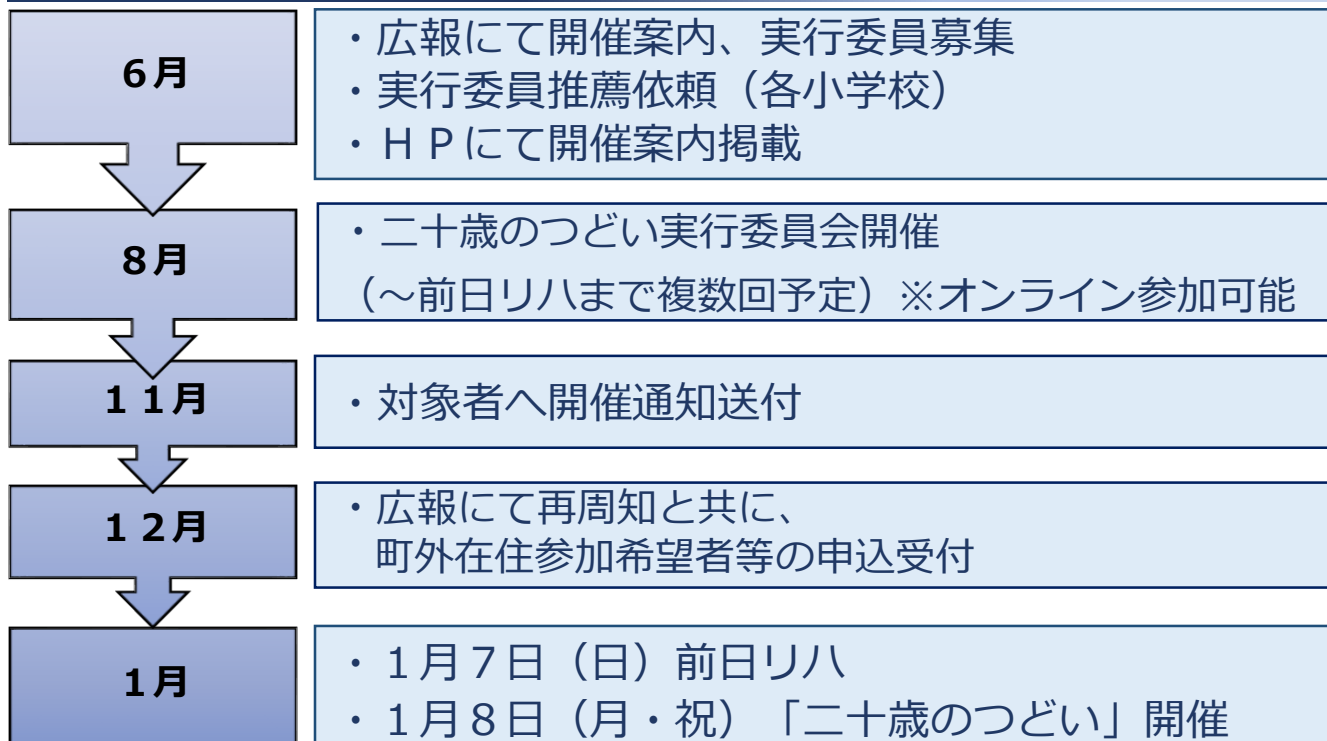 ６月
・広報にて開催案内、実行委員募集
・実行委員推薦依頼（各小学校）
・ＨＰにて開催案内掲載
８月
・二十歳のつどい実行委員会開催
（～前日リハまで複数回予定）※オンライン参加可能
１１月
・対象者へ開催通知送付
１２月
・広報にて再周知と共に、
町外在住参加希望者等の申込受付
１月
・１月７日（日）前日リハ
・１月８日（月・祝）「二十歳のつどい」開催